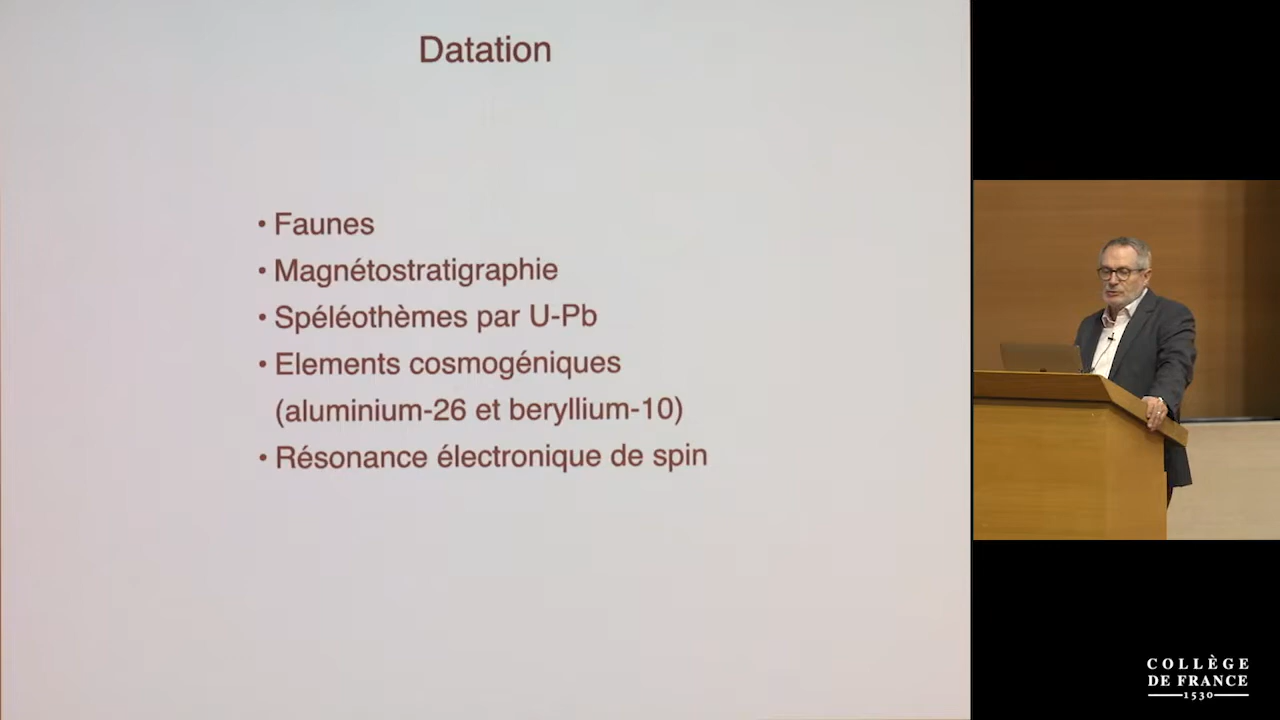 Datation
• Faunes
• Magnétostratigraphie
• Spéléothèmes par U-Pb
• Elements cosmogéniques
(aluminium-26 et beryllium-10)
• Résonance électronique de spin
COLLÈGE
DE FRANCE
1530